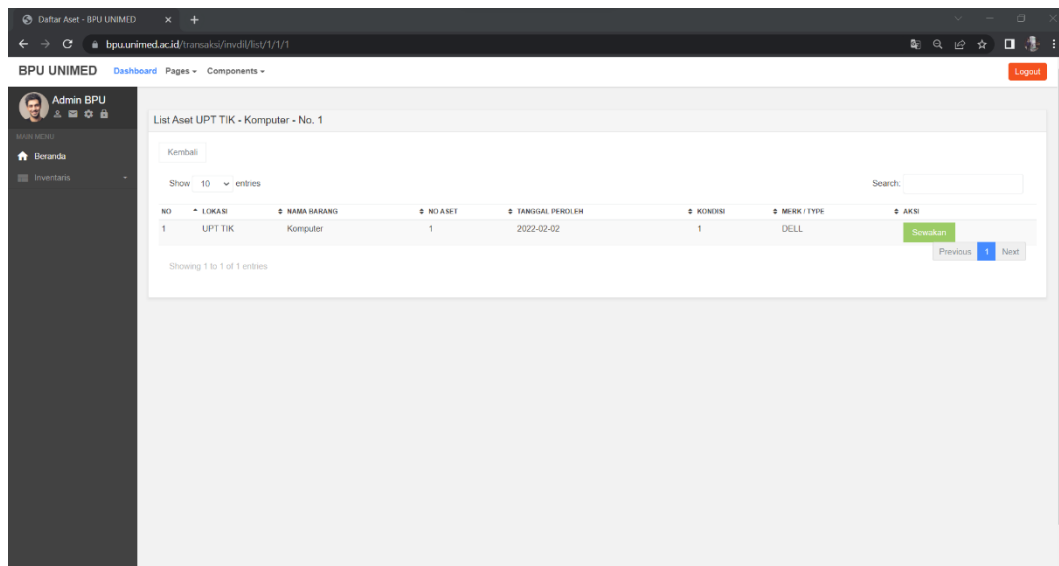 Daftar Aset - BPU UNIMED
bpu.unimed.ac.id/transaksi/invdil/list/1/1/1
BPU UNIMED Dashboard Pages Components Logout
Admin BPU
MAIN MENU
Beranda
Inventaris
List Aset UPT TIK - Komputer - No. 1
Kembali
Show 10 entries Search:
NO LOKASI NAMA BARANG NO ASET TANGGAL PEROLEH KONDISI MERK / TYPE AKSI
1 UPT TIK Komputer 1 2022-02-02 1 DELL Sewakan
Showing 1 to 1 of 1 entries Previous 1 Next